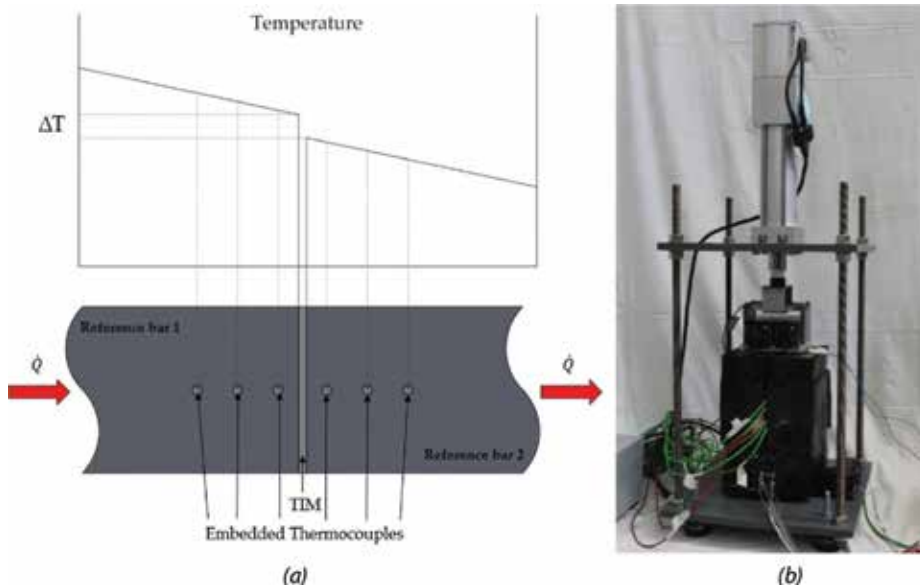 Temperature
ΔT
Reference bar 1
Q̇
Q̇
Reference bar 2
TIM
Embedded Thermocouples
(a)
(b)